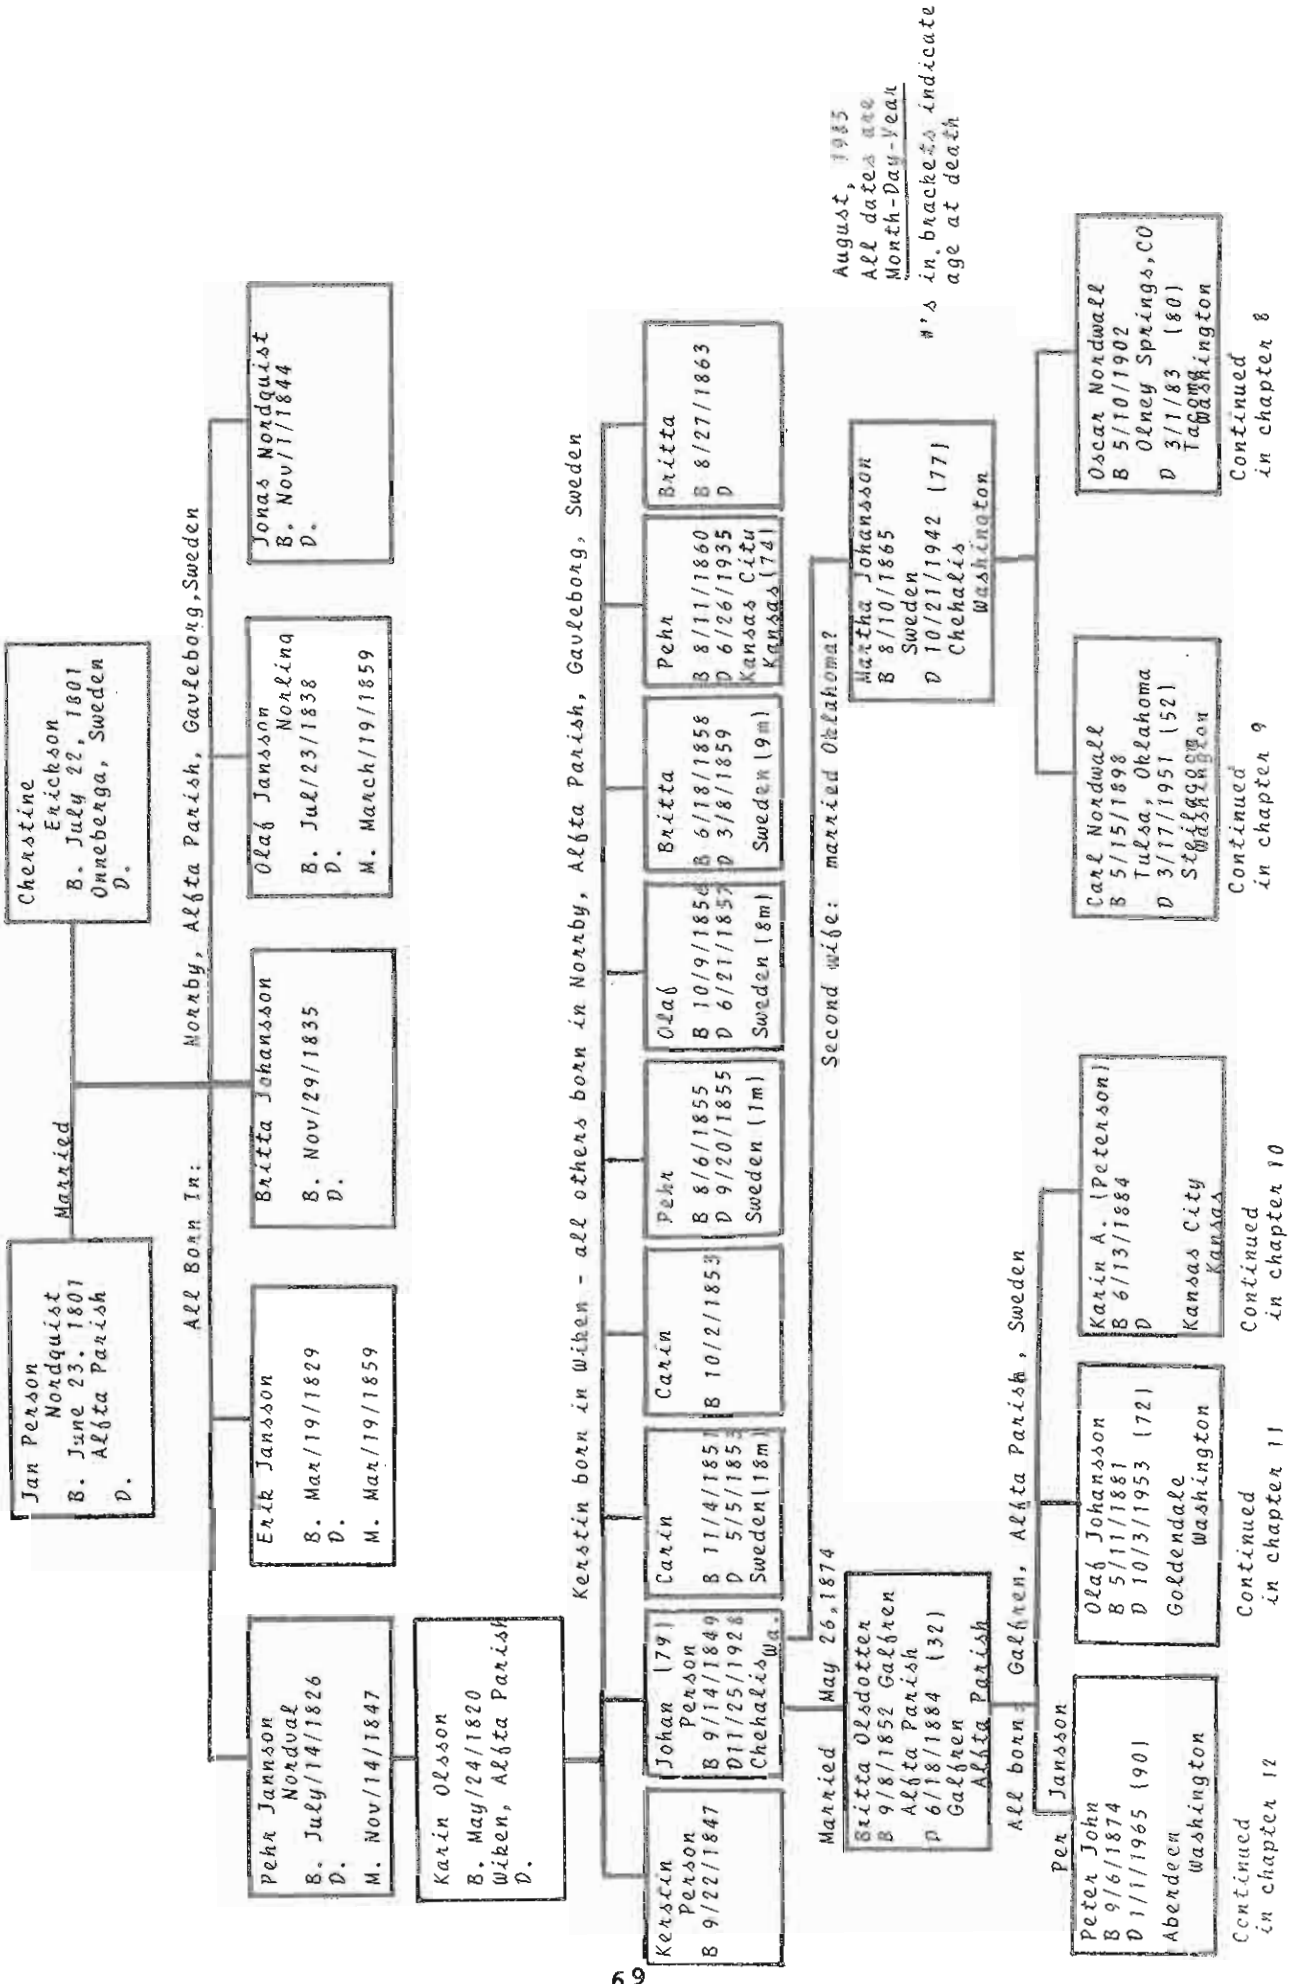 Jan Person
Nordquist
B. June 23. 1801
Alfta Parish
D.
Married
Cherstine
Erickson
B. July 22, 1801
Onneberga, Sweden
D.
All Born In:
Norrby, Alfta Parish, Gavleborg, Sweden
Pehr Jannson
Nordval
B. July/14/1826
D.
M. Nov/14/1847
Erik Jansson
B. Mar/19/1829
D.
M. Mar/19/1859
Britta Johansson
B. Nov/29/1835
D.
Olaf Jansson
Norling
B. Jul/23/1838
D.
M. March/19/1859
Jonas Nordquist
B. Nov/1/1844
D.
Karin Olsson
B. May/24/1820
Wiken, Alfta Parish
D.
Kerstin born in Wiken - all others born in Norrby, Alfta Parish, Gavleborg, Sweden
Kerstin
Person
B 9/22/1847
Johan (79)
Person
B 9/14/1849
D11/25/1928
Chehalis Wa.
Carin
B 11/4/1851
D 5/5/1853
Sweden(18m)
Carin
B 10/2/1853
Pehr
B 8/6/1855
D 9/20/1855
Sweden (1m)
Olaf
B 10/9/1856
D 6/21/1857
Sweden (8m)
Britta
B 6/18/1858
D 3/8/1859
Sweden (9m)
Pehr
B 8/11/1860
D 6/26/1935
Kansas City
Kansas (74)
Britta
B 8/27/1863
D
Married May 26,1874
Second wife: married Oklahoma?
Britta Olsdotter
B 9/8/1852 Galfren
Alfta Parish
D 6/18/1884 (32)
Galfren
Alfta Parish
Martha Johansson
B 8/10/1865
Sweden
D 10/21/1942 (77)
Chehalis
Washington
August, 1985
All dates are
Month-Day-Year
#'s in brackets indicate
age at death
All born: Galfren, Alfta Parish, Sweden
Per Jansson
Peter John
B 9/6/1874
D 1/1/1965 (90)
Aberdeen
Washington
Continued
in chapter 12
Olaf Johansson
B 5/11/1881
D 10/3/1953 (72)
Goldendale
Washington
Continued
in chapter 11
Karin A. (Peterson)
B 6/13/1884
D
Kansas City
Kansas
Continued
in chapter 10
Carl Nordwall
B 5/15/1898
Tulsa, Oklahoma
D 3/17/1951 (52)
Washington
Continued
in chapter 9
Oscar Nordwall
B 5/10/1902
Olney Springs,CO
D 3/1/83 (80)
Tacoma
Washington
Continued
in chapter 8
69